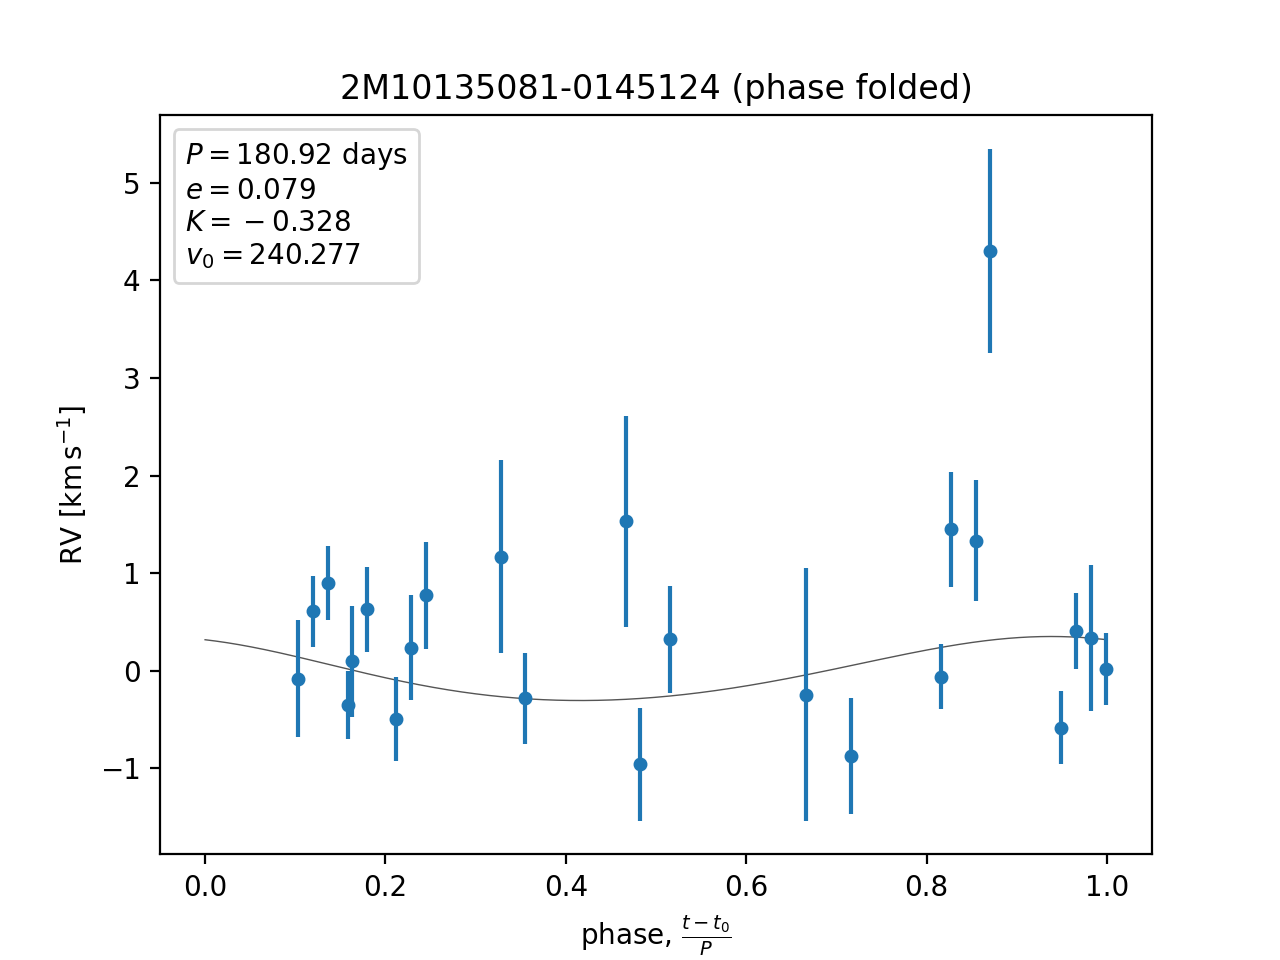 2M10135081-0145124 (phase folded)
P = 180.92 days
e = 0.079
K = −0.328
v₀ = 240.277
RV [km s⁻¹]
5
4
3
2
1
0
−1
0.0 0.2 0.4 0.6 0.8 1.0
phase, (t − t₀)/P